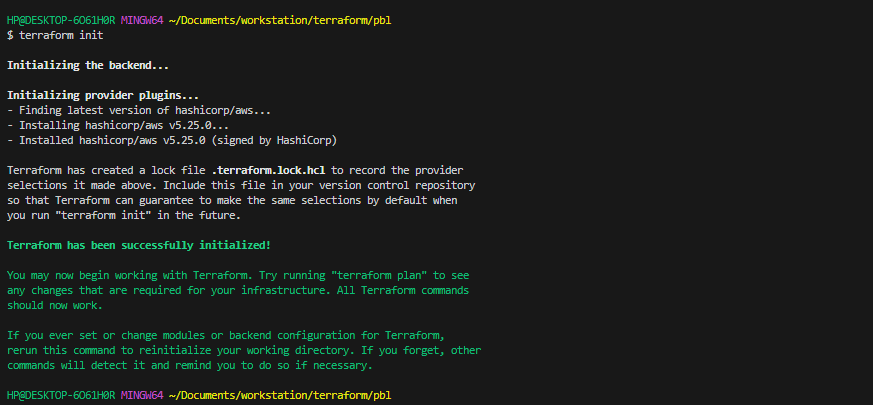 HP@DESKTOP-6O61H0R MINGW64 ~/Documents/workstation/terraform/pbl
$ terraform init
Initializing the backend...
Initializing provider plugins...
- Finding latest version of hashicorp/aws...
- Installing hashicorp/aws v5.25.0...
- Installed hashicorp/aws v5.25.0 (signed by HashiCorp)
Terraform has created a lock file .terraform.lock.hcl to record the provider
selections it made above. Include this file in your version control repository
so that Terraform can guarantee to make the same selections by default when
you run "terraform init" in the future.
Terraform has been successfully initialized!
You may now begin working with Terraform. Try running "terraform plan" to see
any changes that are required for your infrastructure. All Terraform commands
should now work.
If you ever set or change modules or backend configuration for Terraform,
rerun this command to reinitialize your working directory. If you forget, other
commands will detect it and remind you to do so if necessary.
HP@DESKTOP-6O61H0R MINGW64 ~/Documents/workstation/terraform/pbl